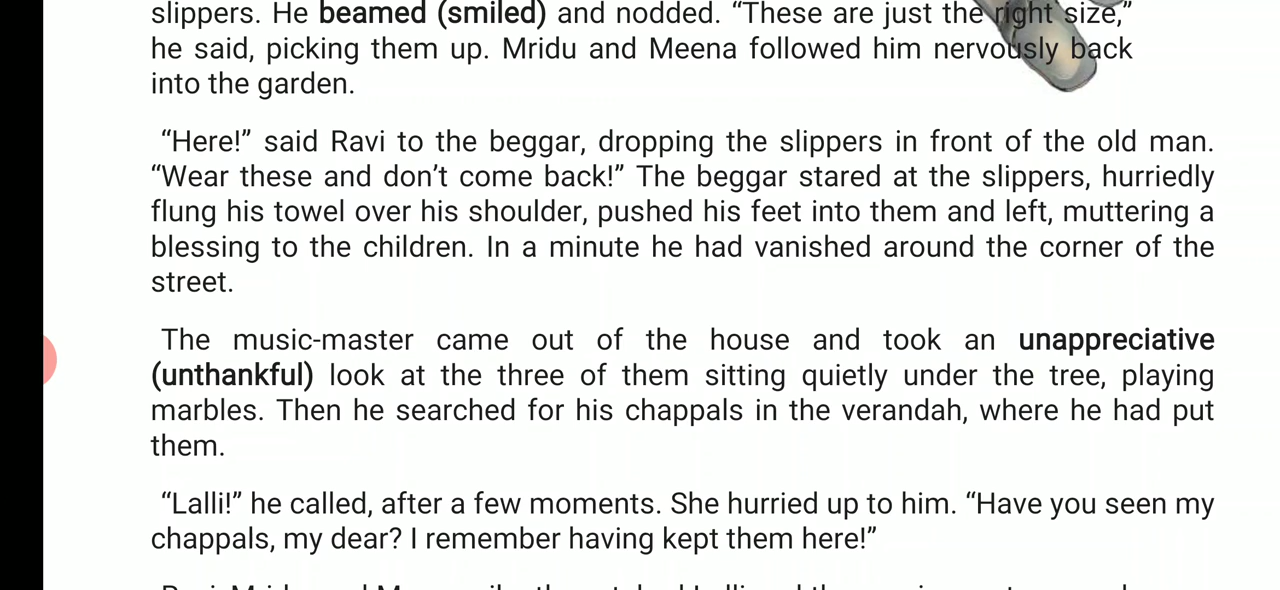 slippers. He beamed (smiled) and nodded. “These are just the right size,”
he said, picking them up. Mridu and Meena followed him nervously back
into the garden.
“Here!” said Ravi to the beggar, dropping the slippers in front of the old man.
“Wear these and don’t come back!” The beggar stared at the slippers, hurriedly
flung his towel over his shoulder, pushed his feet into them and left, muttering a
blessing to the children. In a minute he had vanished around the corner of the
street.
The music-master came out of the house and took an unappreciative
(unthankful) look at the three of them sitting quietly under the tree, playing
marbles. Then he searched for his chappals in the verandah, where he had put
them.
“Lalli!” he called, after a few moments. She hurried up to him. “Have you seen my
chappals, my dear? I remember having kept them here!”